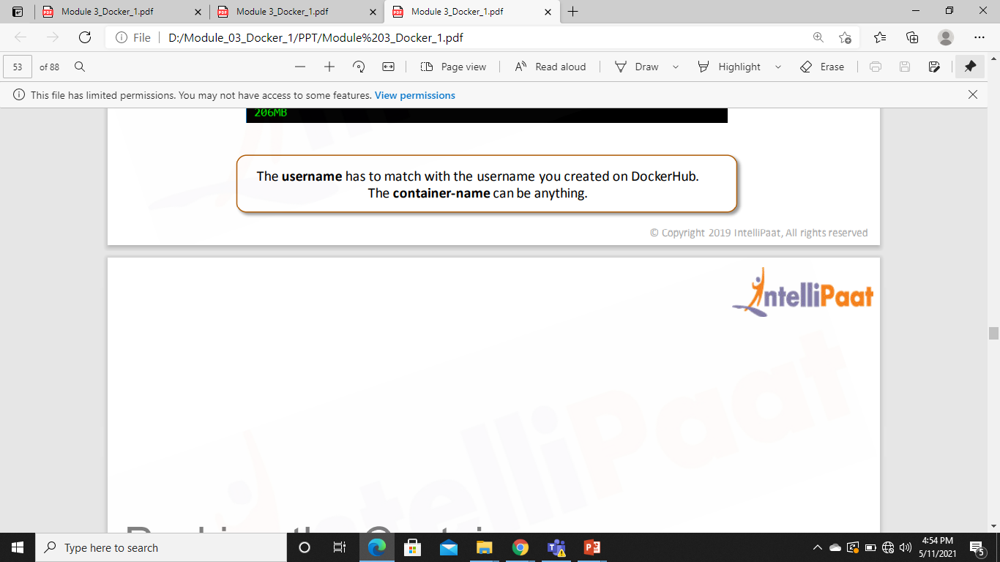 Module 3_Docker_1.pdf
Module 3_Docker_1.pdf
Module 3_Docker_1.pdf
File
D:/Module_03_Docker_1/PPT/Module%203_Docker_1.pdf
53 of 88
Page view
Read aloud
Draw
Highlight
Erase
This file has limited permissions. You may not have access to some features. View permissions
206MB
The username has to match with the username you created on DockerHub.
The container-name can be anything.
© Copyright 2019 IntelliPaat, All rights reserved
IntelliPaat
IntelliPaat
Type here to search
4:54 PM
5/11/2021
5